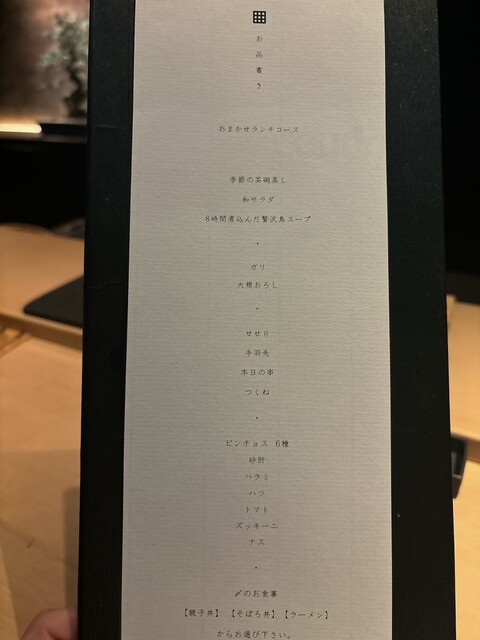 お品書き
おまかせランチコース
季節の茶碗蒸し
和サラダ
8時間煮込んだ贅沢鳥スープ
・
ガリ
大根おろし
・
せせり
手羽先
本日の串
つくね
・
ピンチョス 6種
砂肝
ハラミ
ハツ
トマト
ズッキーニ
ナス
・
〆のお食事
【親子丼】【そぼろ丼】【ラーメン】
からお選び下さい。